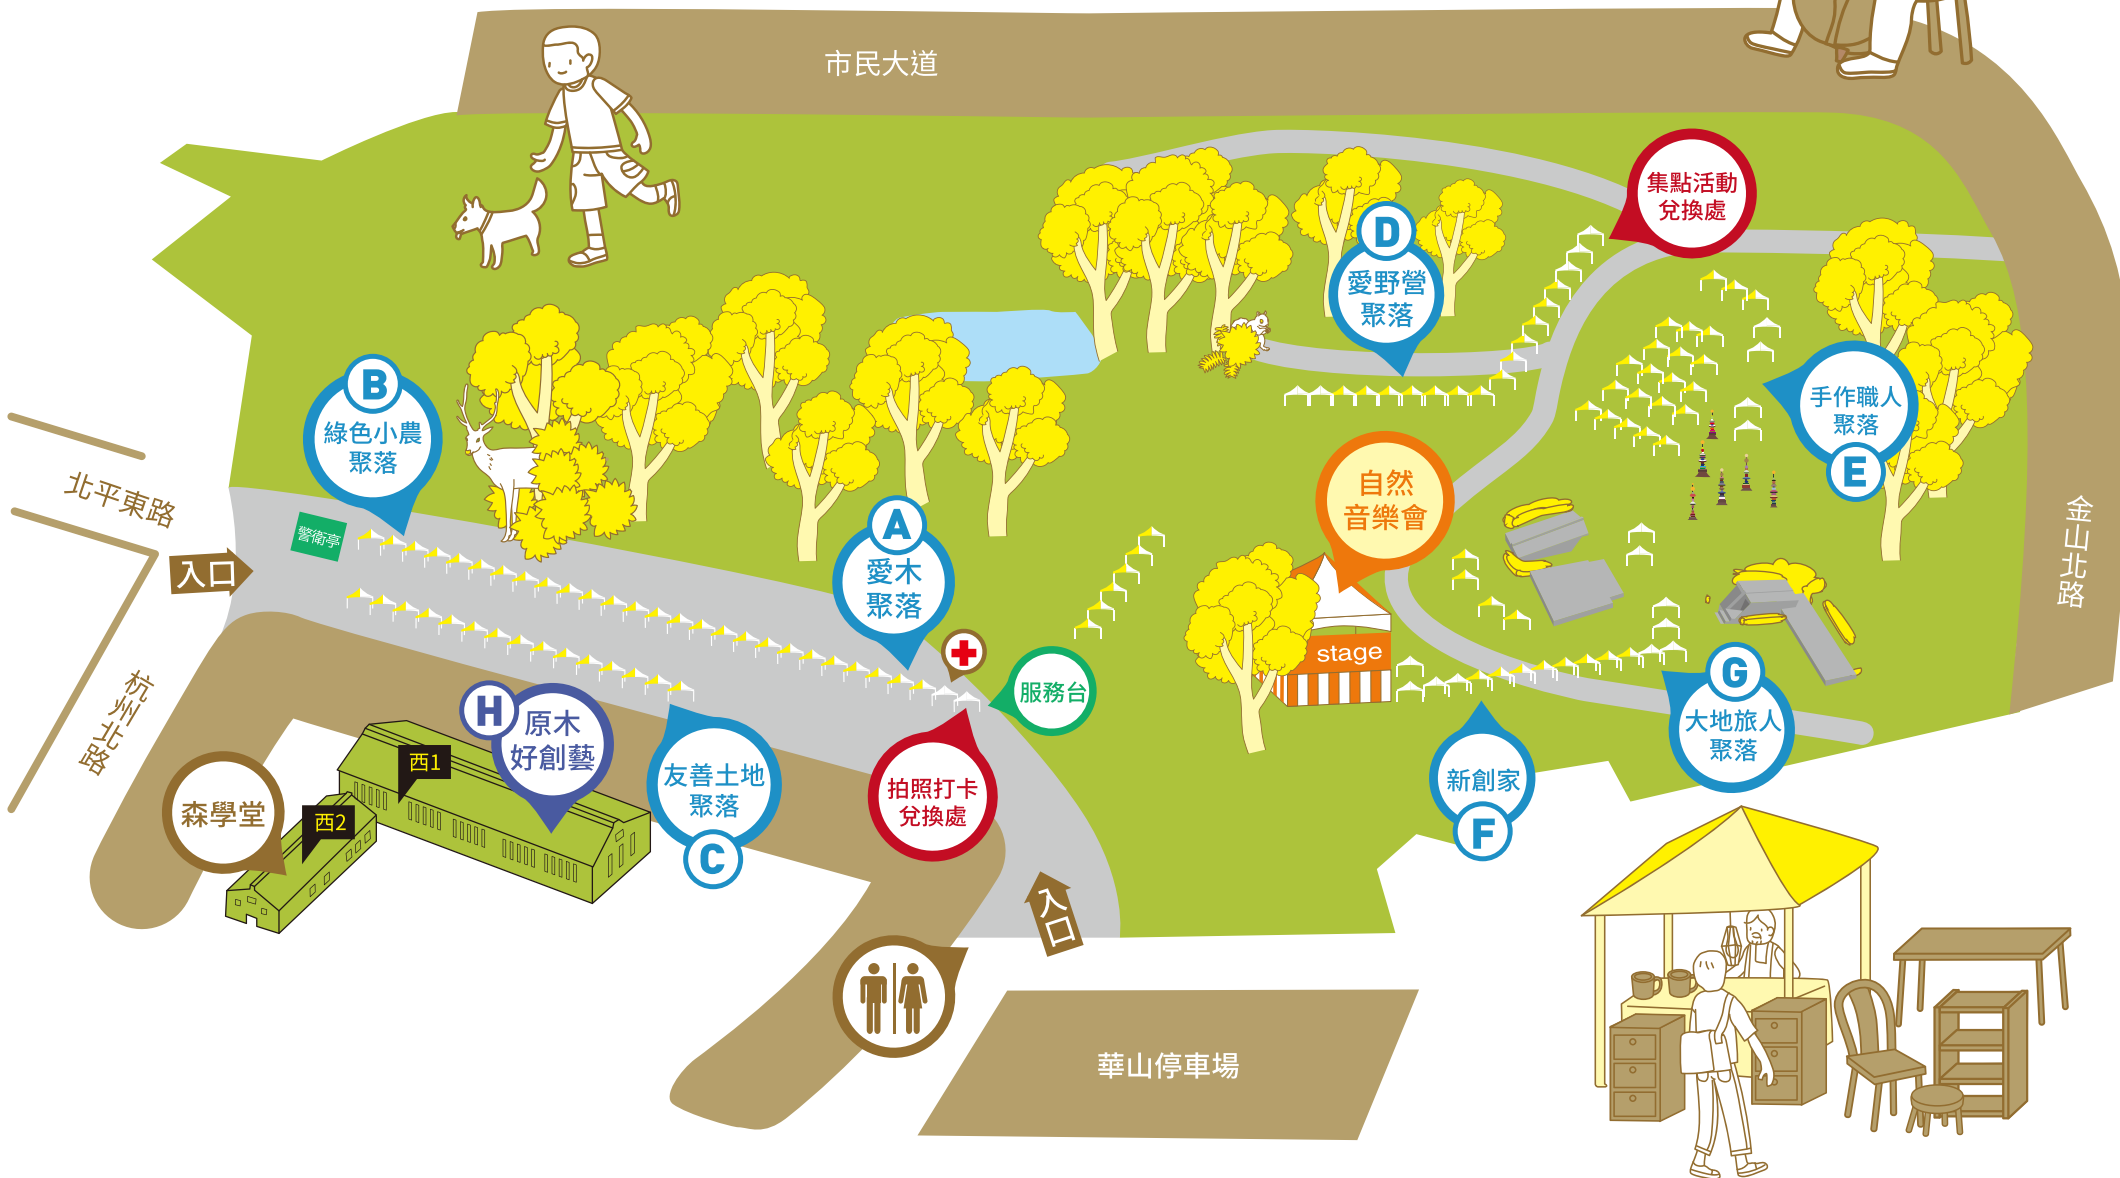 市民大道
集點活動
兌換處
D
愛野營
聚落
B
綠色小農
聚落
手作職人
聚落
E
北平東路
警衛亭
入口
A
愛木
聚落
自然
音樂會
金山北路
stage
服務台
G
大地旅人
聚落
杭州北路
H
原木
好創藝
西1
西2
森學堂
友善土地
聚落
C
拍照打卡
兌換處
新創家
F
入口
華山停車場